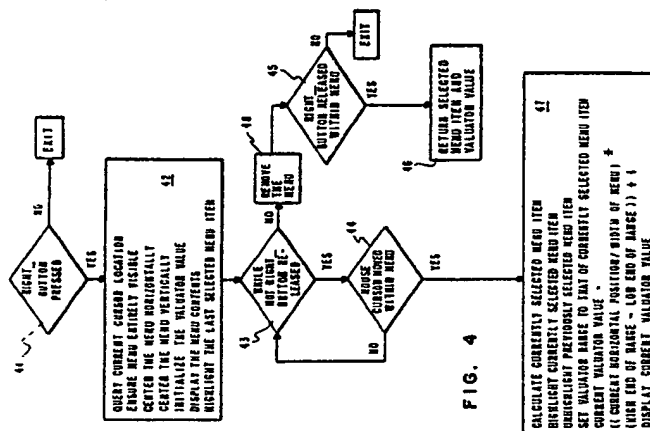 41
RIGHT
BUTTON
PRESSED
NO
EXIT
YES
42
QUERY CURRENT CURSOR LOCATION
ENSURE MENU ENTIRELY VISIBLE
CENTER THE MENU HORIZONTALLY
CENTER THE MENU VERTICALLY
INITIALIZE THE VALUATOR VALUE
DISPLAY THE MENU CONTENTS
HIGHLIGHT THE LAST SELECTED MENU ITEM
43
WHILE
NOT RIGHT
BUTTON RE-
LEASED
NO
48
REMOVE
THE
MENU
45
RIGHT
BUTTON RELEASED
WITHIN MENU
NO
EXIT
YES
46
RETURN SELECTED
MENU ITEM AND
VALUATOR VALUE
YES
44
MOUSE
CURSOR MOVED
WITHIN MENU
NO
YES
47
CALCULATE CURRENTLY SELECTED MENU ITEM
HIGHLIGHT CURRENTLY SELECTED MENU ITEM
UNHIGHLIGHT PREVIOUSLY SELECTED MENU ITEM
SET VALUATOR RANGE TO THAT OF CURRENTLY SELECTED MENU ITEM
CURRENT VALUATOR VALUE =
(( CURRENT HORIZONTAL POSITION/ WIDTH OF MENU) *
(HIGH END OF RANGE - LOW END OF RANGE)) + 1
DISPLAY CURRENT VALUATOR VALUE
FIG. 4